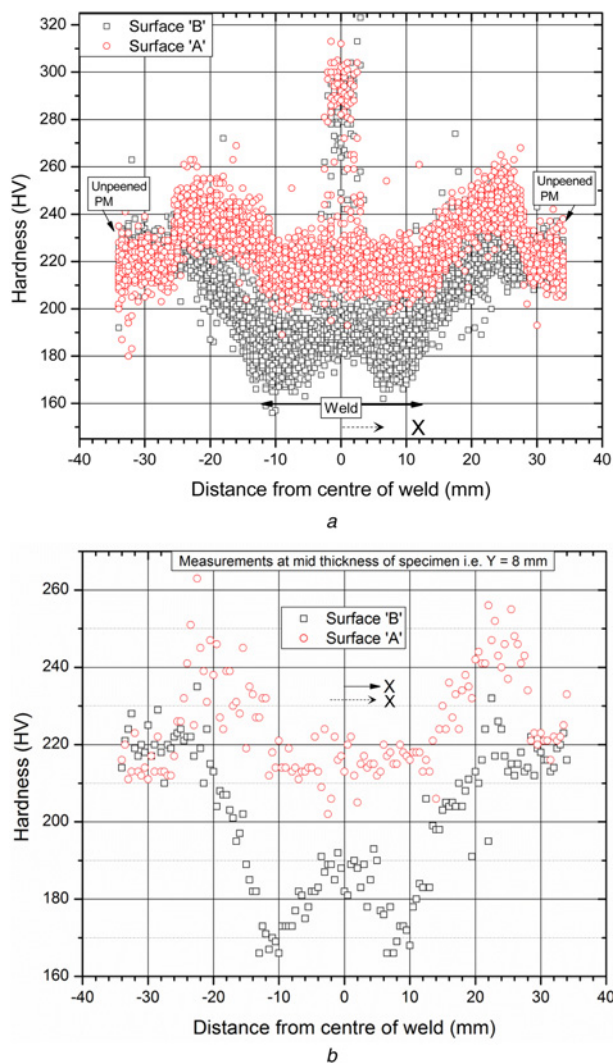 Surface 'B'
Surface 'A'
320
300
280
260
240
220
200
180
160
140
Hardness (HV)
Unpeened
PM
Unpeened
PM
Weld
X
-40 -30 -20 -10 0 10 20 30 40
Distance from centre of weld (mm)
a
Measurements at mid thickness of specimen i.e. Y = 8 mm
260
240
220
200
180
160
Hardness (HV)
Surface 'B'
Surface 'A'
X
X
-40 -30 -20 -10 0 10 20 30 40
Distance from centre of weld (mm)
b